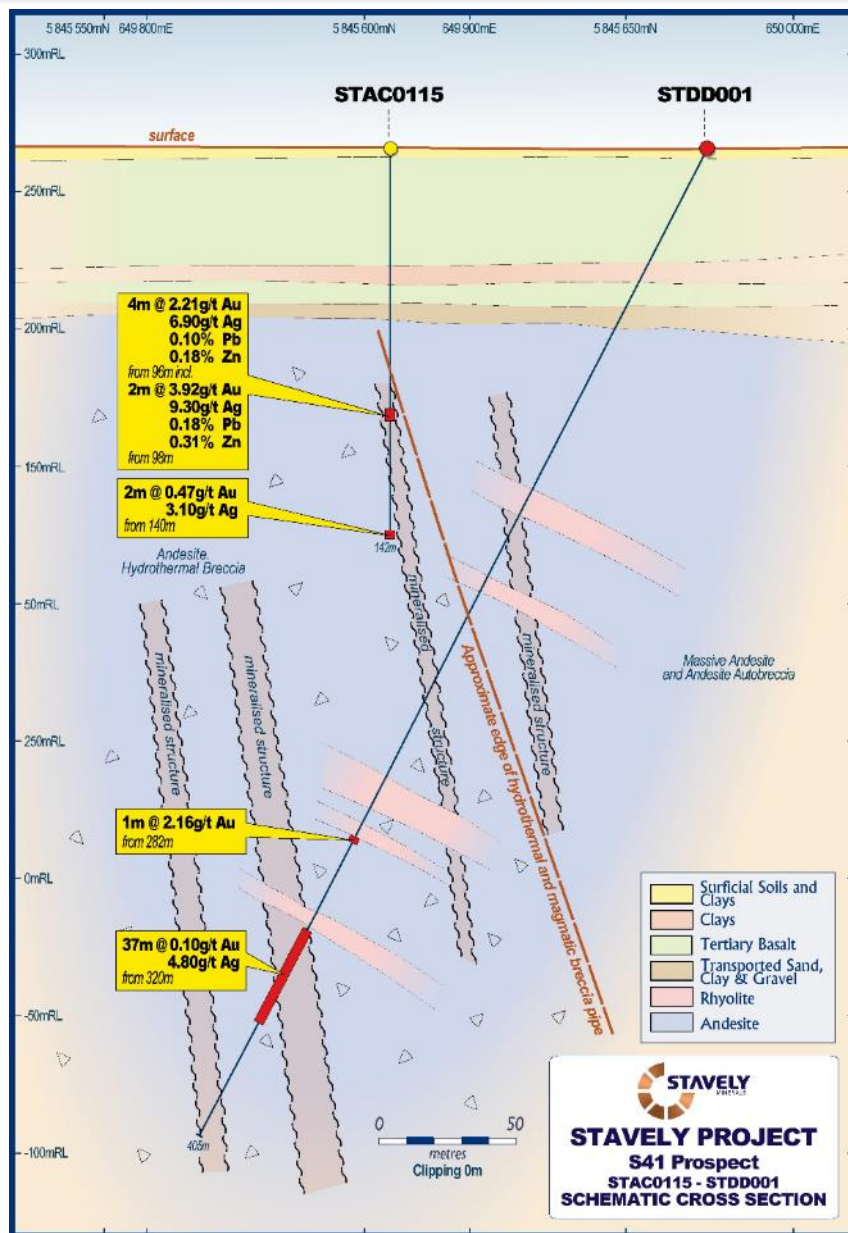 5 845 550mN 649 800mE 5 845 600mN 649 900mE 5 845 650mN 650 000mE
300mRL
STAC0115 STDD001
surface
250mRL
200mRL
4m @ 2.21g/t Au
6.90g/t Ag
0.10% Pb
0.18% Zn
from 96m incl.
2m @ 3.92g/t Au
9.30g/t Ag
0.18% Pb
0.31% Zn
from 98m
150mRL
2m @ 0.47g/t Au
3.10g/t Ag
from 140m
142m
Andesite,
Hydrothermal Breccia
50mRL
mineralised structure
mineralised structure
mineralised structure
mineralised structure
Approximate edge of hydrothermal and magmatic breccia pipe
Massive Andesite
and Andesite Autobreccia
250mRL
1m @ 2.16g/t Au
from 282m
0mRL
37m @ 0.10g/t Au
4.80g/t Ag
from 320m
-50mRL
405m
-100mRL
Surficial Soils and
Clays
Clays
Tertiary Basalt
Transported Sand,
Clay & Gravel
Rhyolite
Andesite
0 50
metres
Clipping 0m
STAVELY
MINERALS
STAVELY PROJECT
S41 Prospect
STAC0115 - STDD001
SCHEMATIC CROSS SECTION